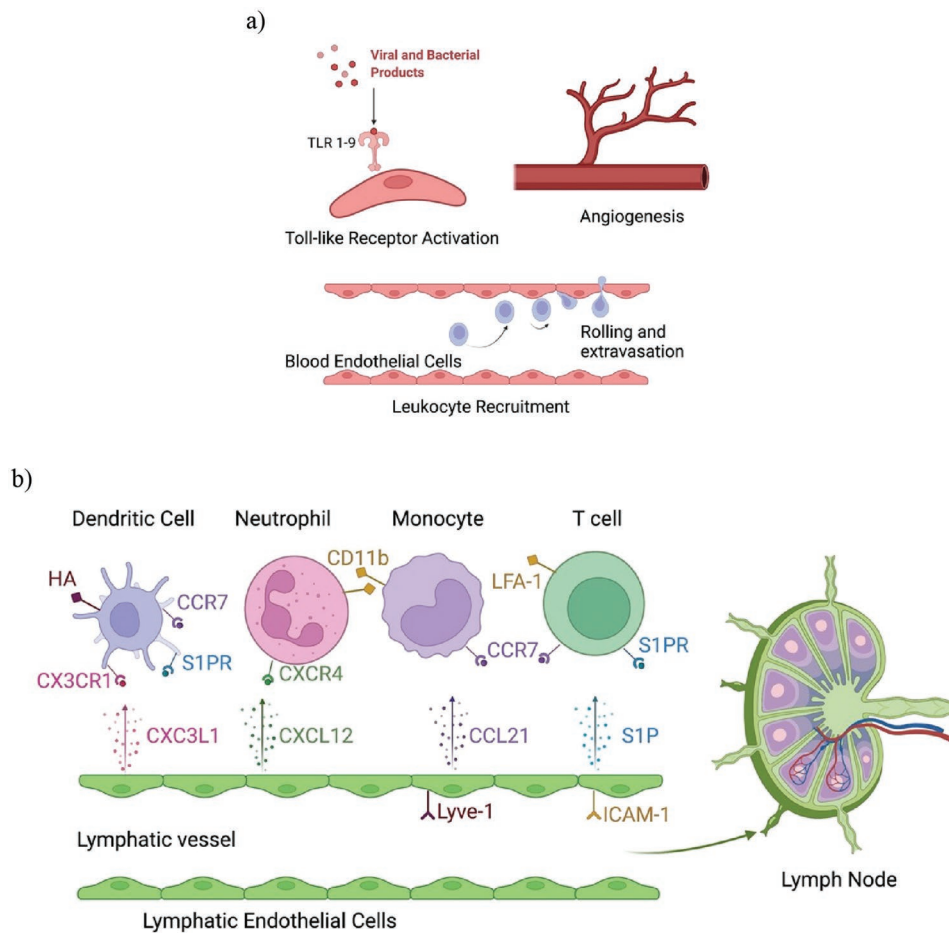 a)
Viral and Bacterial
Products
TLR 1-9
Toll-like Receptor Activation
Angiogenesis
Rolling and
extravasation
Blood Endothelial Cells
Leukocyte Recruitment
b)
Dendritic Cell
Neutrophil
Monocyte
T cell
HA
CCR7
S1PR
CX3CR1
CD11b
CXCR4
LFA-1
CCR7
S1PR
CXC3L1
CXCL12
CCL21
S1P
Lyve-1
ICAM-1
Lymphatic vessel
Lymph Node
Lymphatic Endothelial Cells